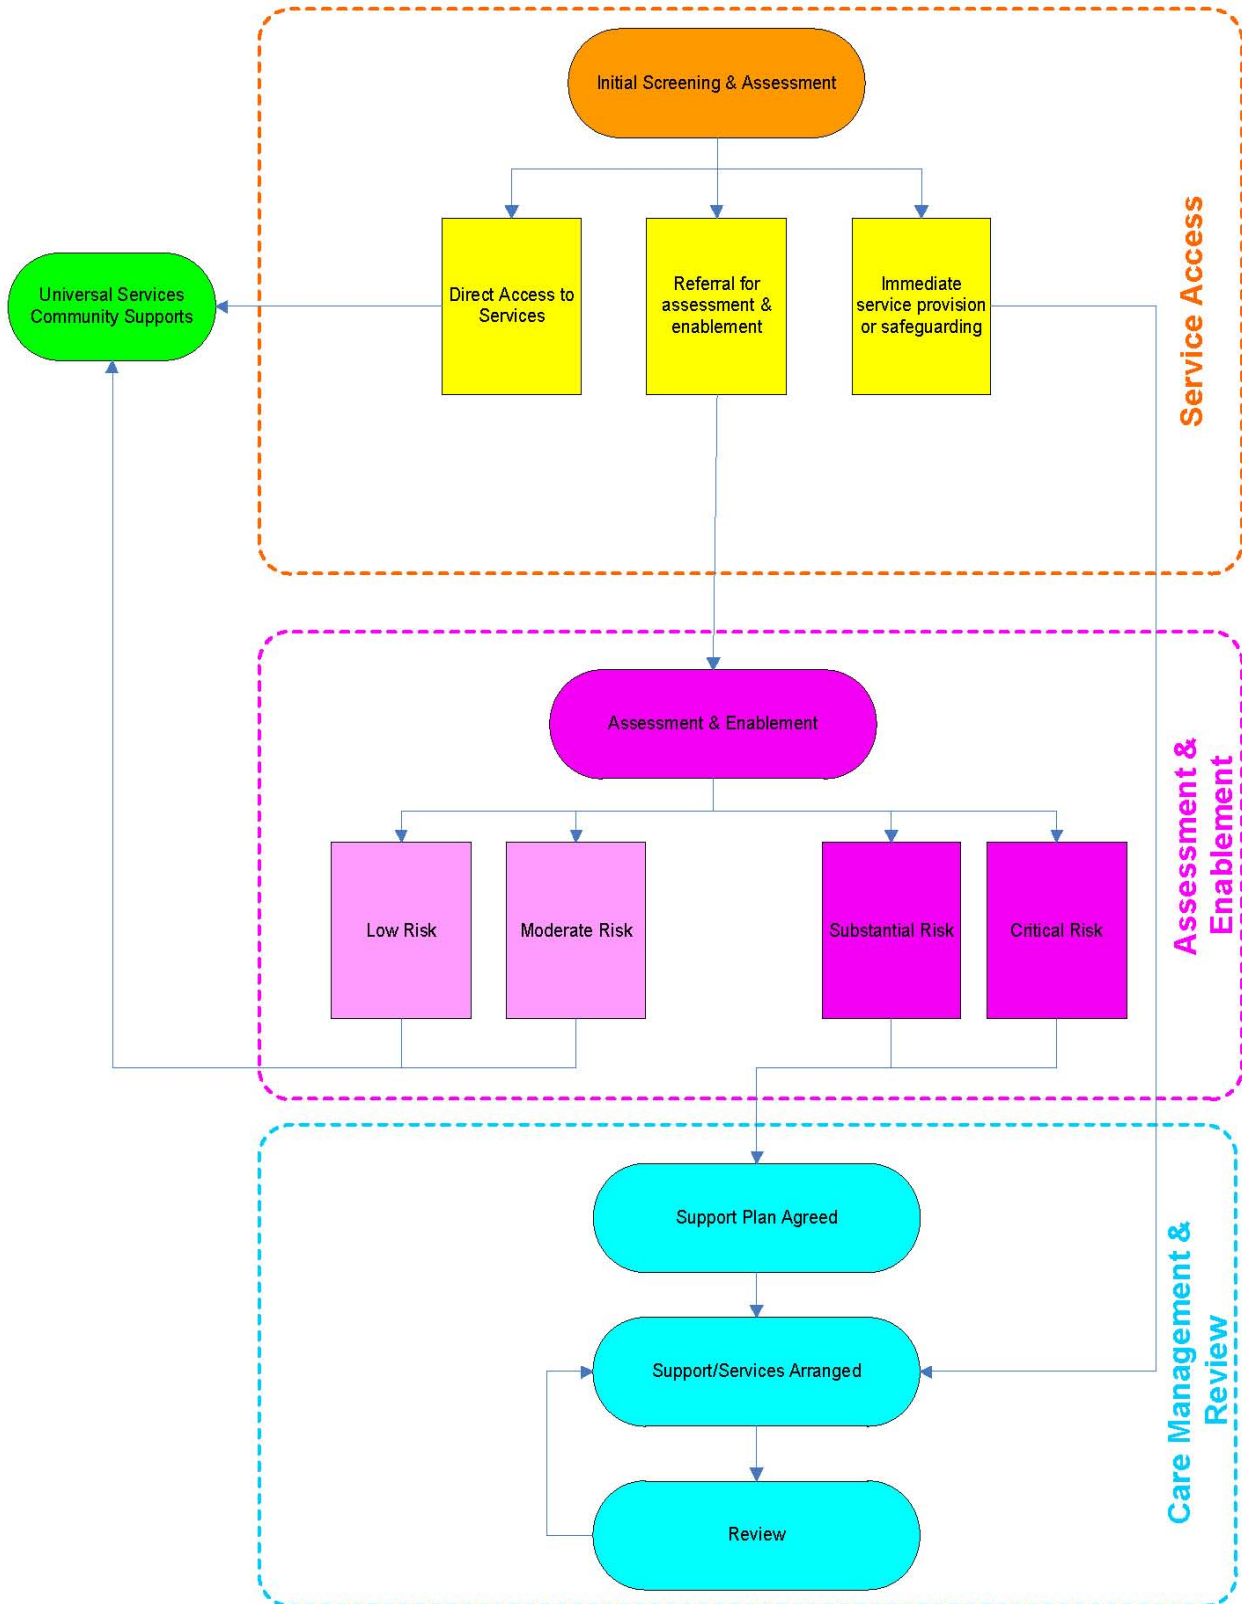 Initial Screening & Assessment
Service Access
Universal Services
Community Supports
Direct Access to
Services
Referral for
assessment &
enablement
Immediate
service provision
or safeguarding
Assessment & Enablement
Assessment &
Enablement
Low Risk
Moderate Risk
Substantial Risk
Critical Risk
Support Plan Agreed
Care Management &
Review
Support/Services Arranged
Review